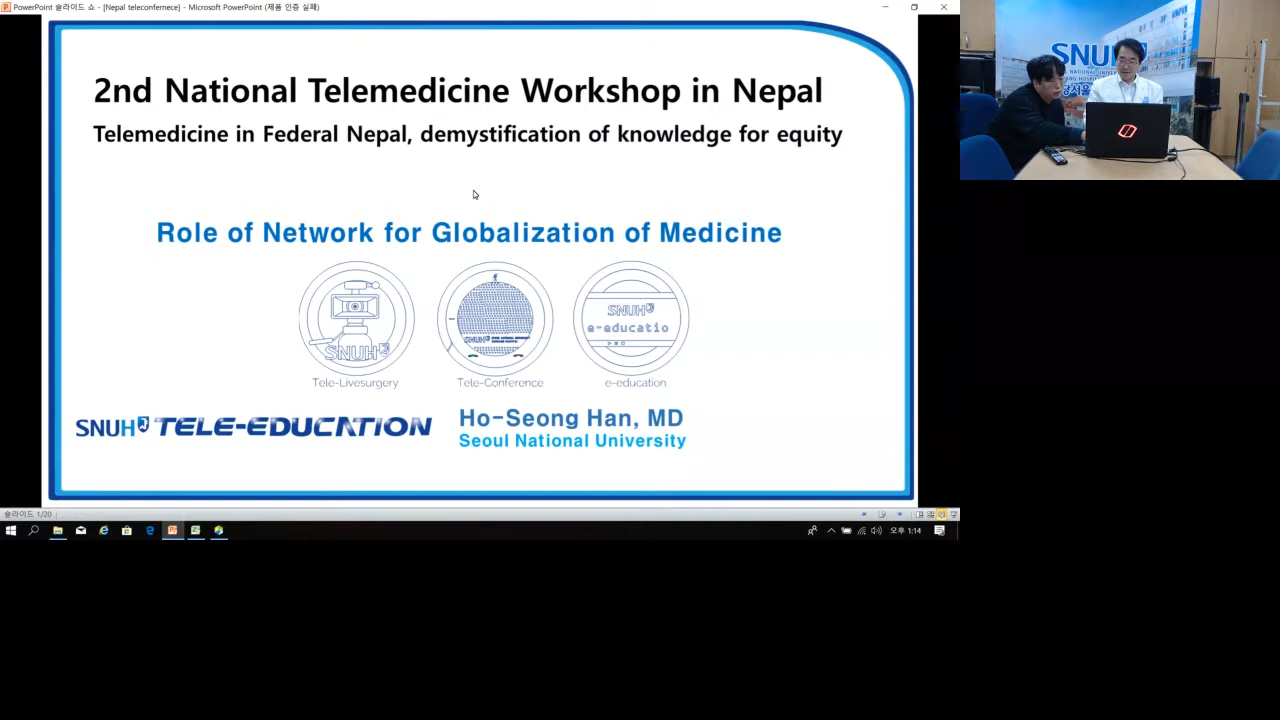 PowerPoint 슬라이드 쇼 - [Nepal teleconfernece] - Microsoft PowerPoint (제품 인증 실패)
2nd National Telemedicine Workshop in Nepal
Telemedicine in Federal Nepal, demystification of knowledge for equity
Role of Network for Globalization of Medicine
SNUH
SNUH
SNUH
e-educatio
Tele-Livesurgery
Tele-Conference
e-education
SNUH TELE-EDUCATION
Ho-Seong Han, MD
Seoul National University
슬라이드 1/20
오후 1:14
SNUH